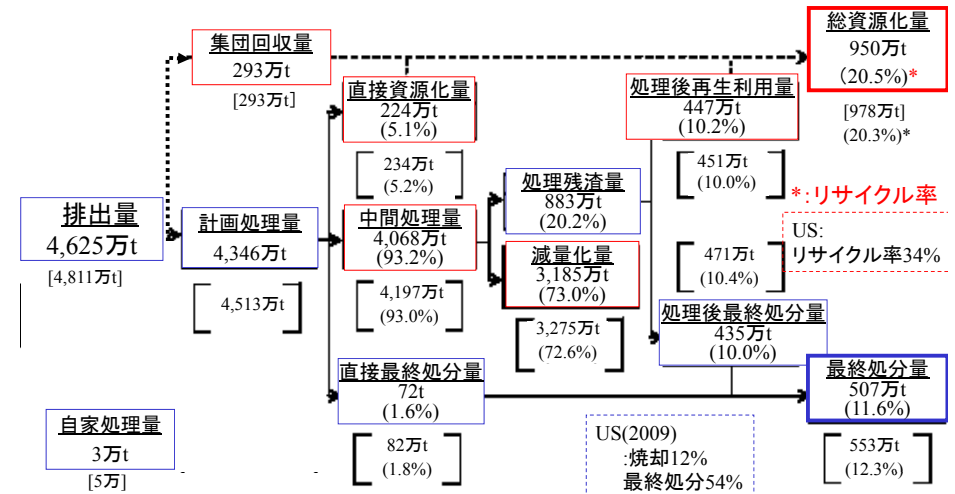 集団回収量
293万t
[293万t]
総資源化量
950万t
(20.5%)*
[978万t]
(20.3%)*
直接資源化量
224万t
(5.1%)
234万t
(5.2%)
処理後再生利用量
447万t
(10.2%)
451万t
(10.0%)
*:リサイクル率
US:
リサイクル率34%
排出量
4,625万t
[4,811万t]
計画処理量
4,346万t
4,513万t
中間処理量
4,068万t
(93.2%)
4,197万t
(93.0%)
処理残渣量
883万t
(20.2%)
減量化量
3,185万t
(73.0%)
3,275万t
(72.6%)
471万t
(10.4%)
処理後最終処分量
435万t
(10.0%)
直接最終処分量
72t
(1.6%)
82万t
(1.8%)
最終処分量
507万t
(11.6%)
553万t
(12.3%)
US(2009)
:焼却12%
最終処分54%
自家処理量
3万t
[5万]